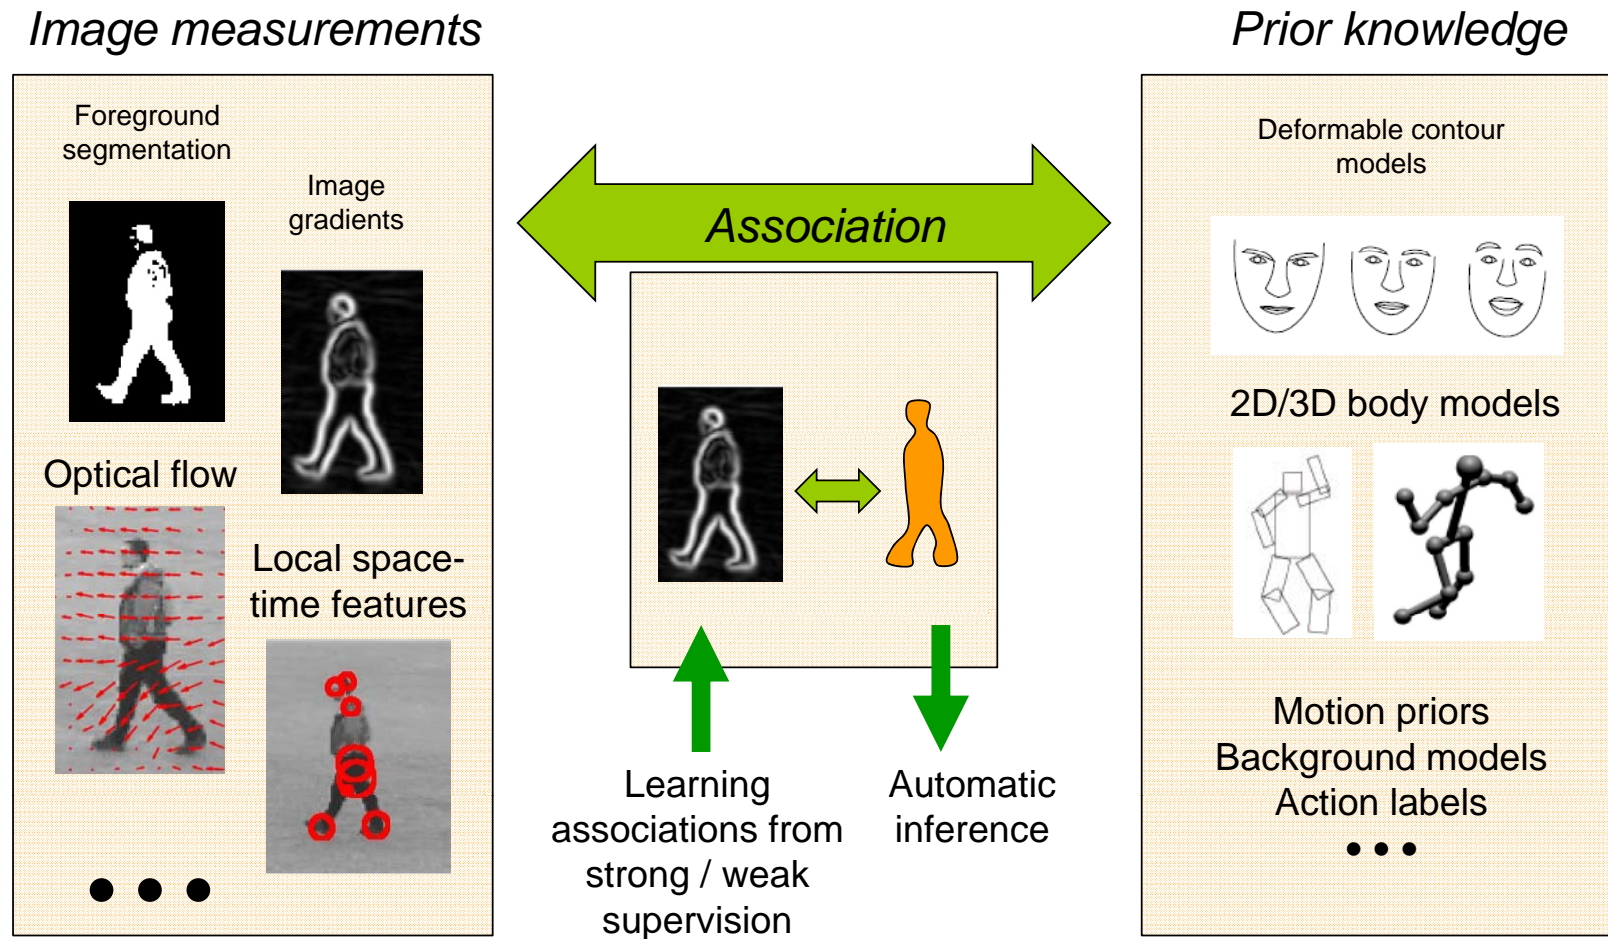 Image measurements
Prior knowledge
Foreground
segmentation
Image
gradients
Optical flow
Local space-
time features
● ● ●
Association
Learning
associations from
strong / weak
supervision
Automatic
inference
Deformable contour
models
2D/3D body models
Motion priors
Background models
Action labels
● ● ●